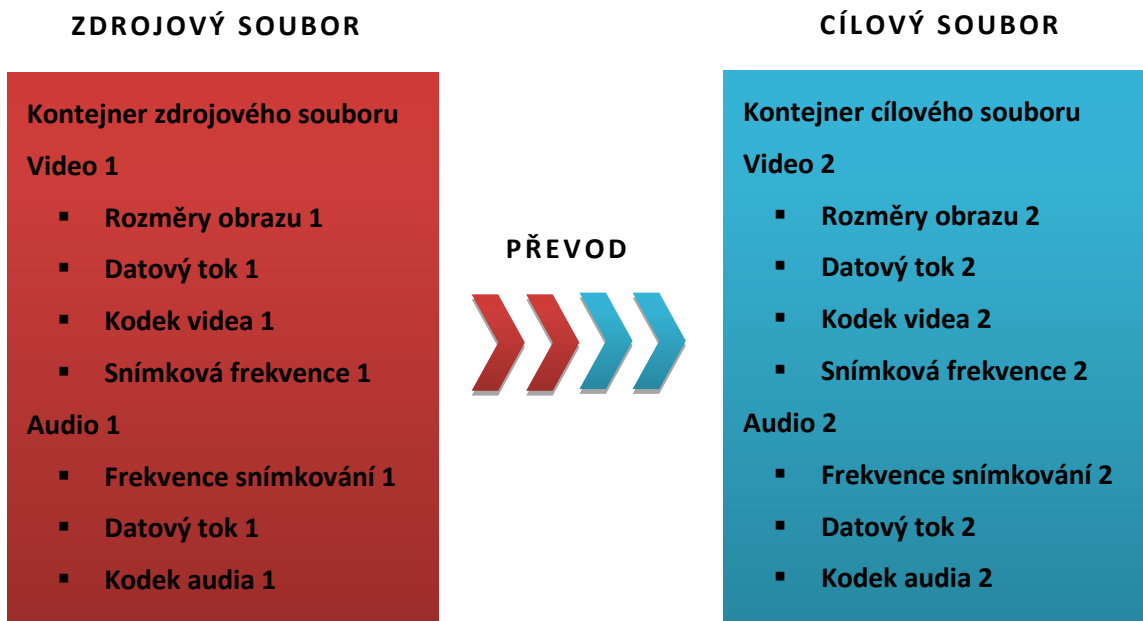 ZDROJOVÝ SOUBOR
Kontejner zdrojového souboru
Video 1
▪ Rozměry obrazu 1
▪ Datový tok 1
▪ Kodek videa 1
▪ Snímková frekvence 1
Audio 1
▪ Frekvence snímkování 1
▪ Datový tok 1
▪ Kodek audia 1
PŘEVOD
CÍLOVÝ SOUBOR
Kontejner cílového souboru
Video 2
▪ Rozměry obrazu 2
▪ Datový tok 2
▪ Kodek videa 2
▪ Snímková frekvence 2
Audio 2
▪ Frekvence snímkování 2
▪ Datový tok 2
▪ Kodek audia 2